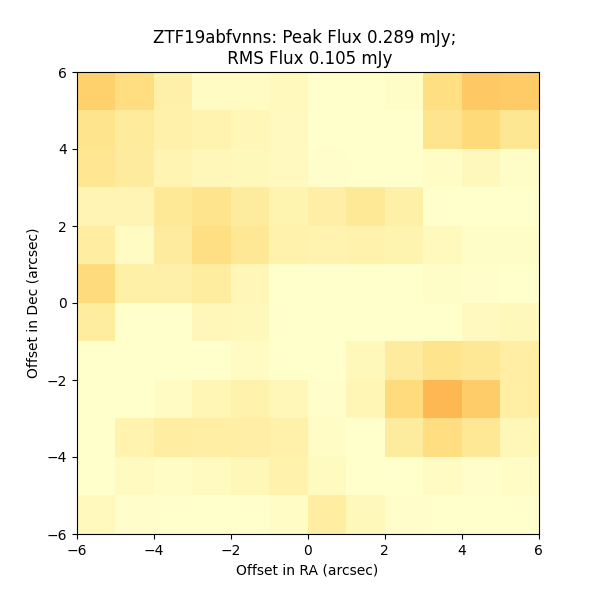 ZTF19abfvnns: Peak Flux 0.289 mJy;
RMS Flux 0.105 mJy
6
4
2
0
−2
−4
−6
Offset in Dec (arcsec)
−6 −4 −2 0 2 4 6
Offset in RA (arcsec)